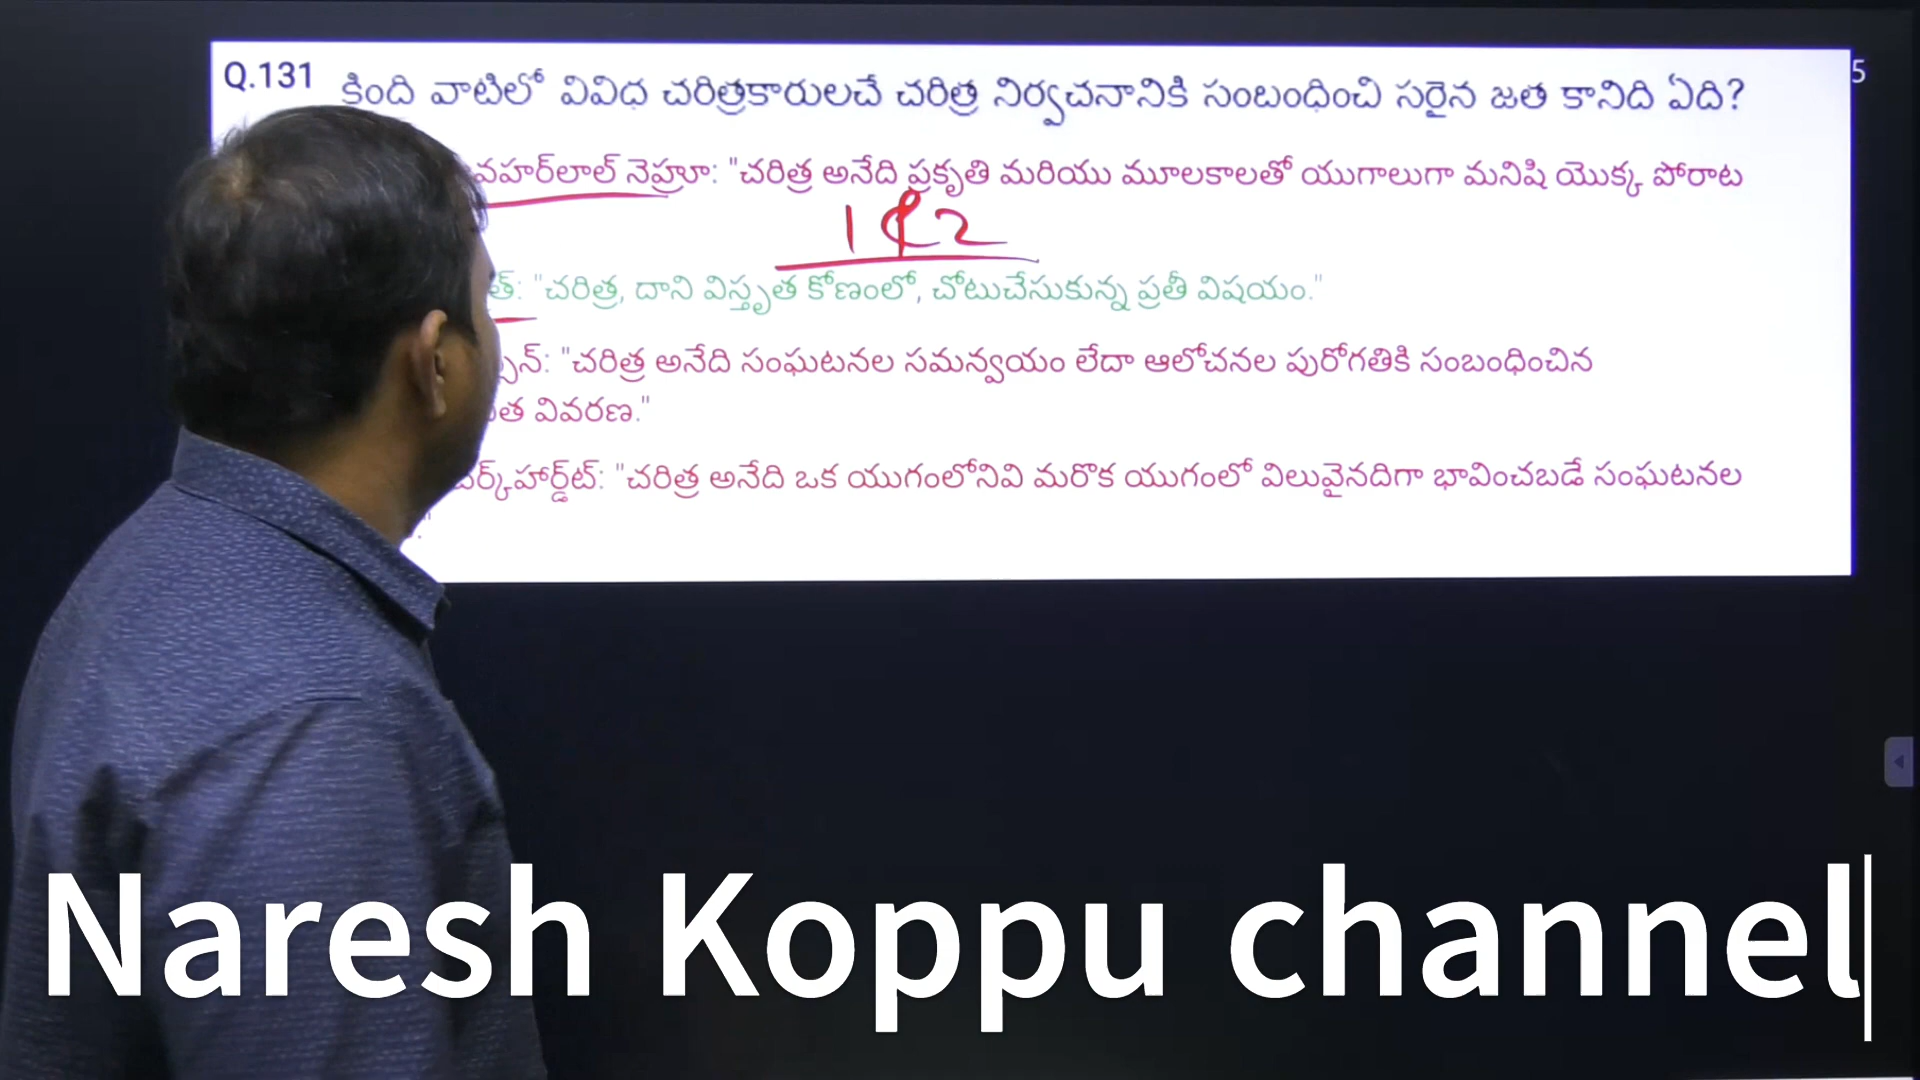 Q.131 కింది వాటిలో వివిధ చరిత్రకారులచే చరిత్ర నిర్వచనానికి సంబంధించి సరైన జత కానిది ఏది?
5
వహర్‌లాల్ నెహ్రూ: "చరిత్ర అనేది ప్రకృతి మరియు మూలకాలతో యుగాలుగా మనిషి యొక్క పోరాట
1 & 2
"చరిత్ర, దాని విస్తృత కోణంలో, చోటుచేసుకున్న ప్రతీ విషయం."
"చరిత్ర అనేది సంఘటనల సమన్వయం లేదా ఆలోచనల పురోగతికి సంబంధించిన
వివరణ."
బర్క్‌హార్డ్ట్: "చరిత్ర అనేది ఒక యుగంలోనివి మరొక యుగంలో విలువైనదిగా భావించబడే సంఘటనల
Naresh Koppu channel